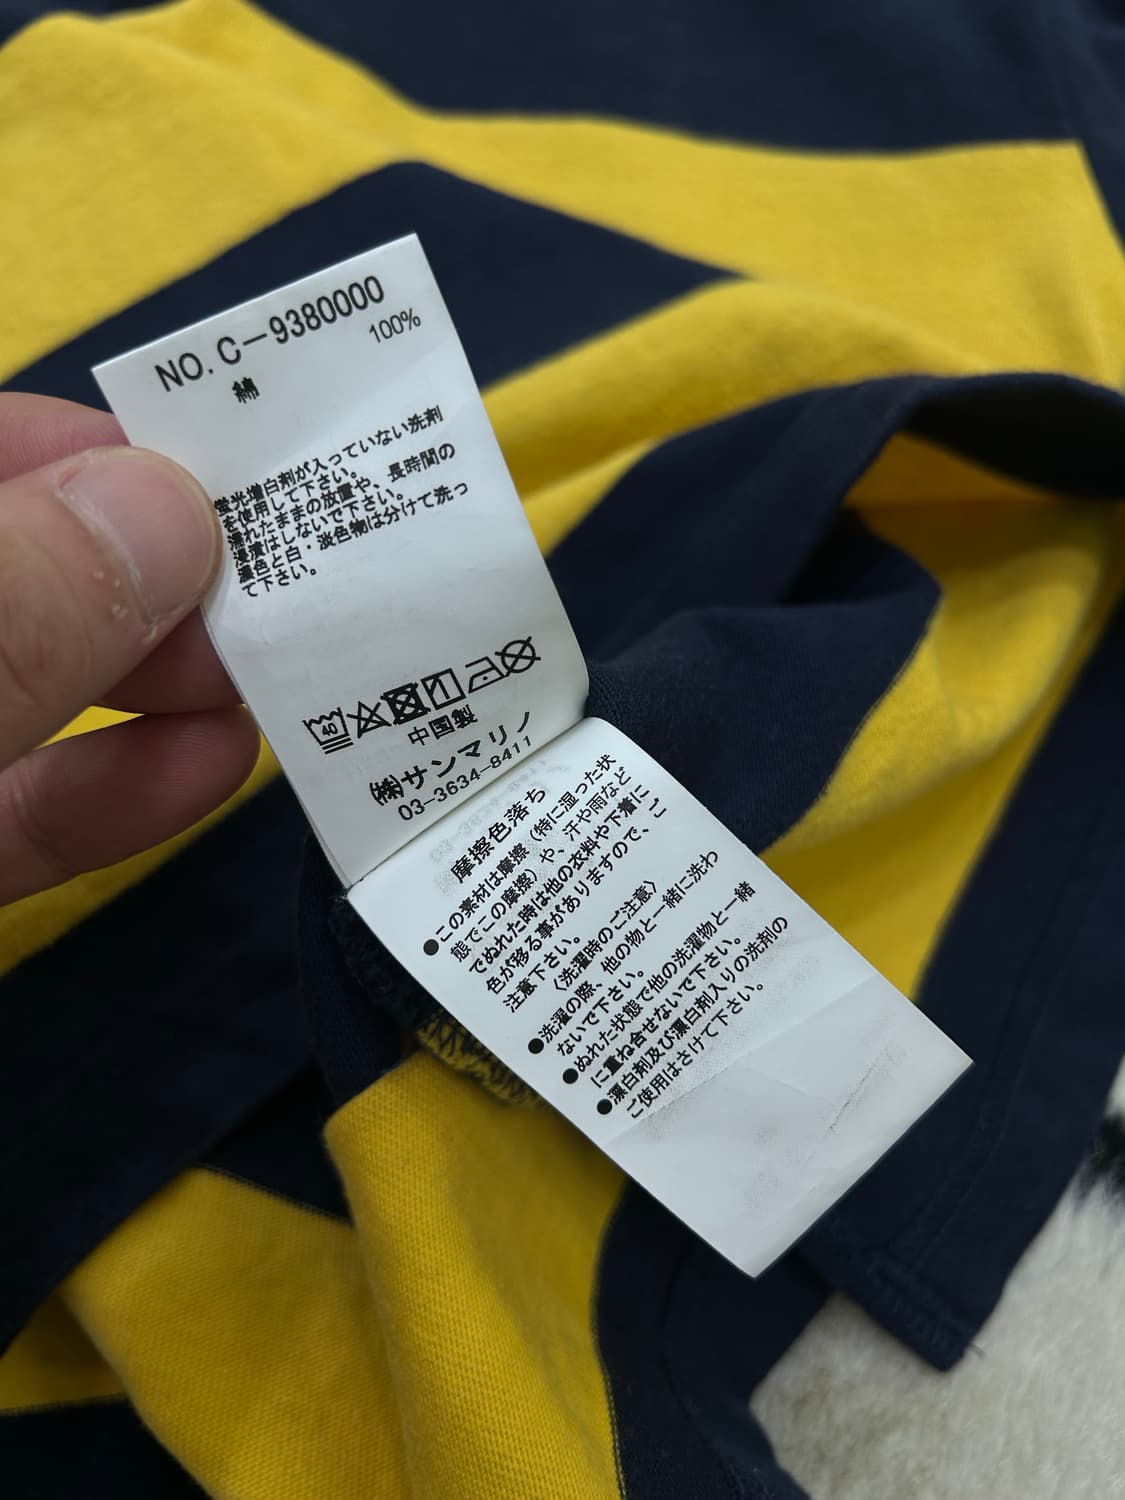 NO. C-9380000
綿 100%
蛍光増白剤が入っていない洗剤
を使用して下さい。
濡れたままの放置や、長時間の
浸漬はしないで下さい。
濃色と白・淡色物は分けて洗っ
て下さい。
40
中国製
㈱サンマリノ
03-3634-8411
摩擦色落ち
●この素材は摩擦(特に湿った状
態でこの摩擦)や、汗や雨など
でぬれた時は他の衣料や下着に
色が移る事がありますので、ご
注意下さい。
〈洗濯時のご注意〉
●洗濯の際、他の物と一緒に洗わ
ないで下さい。
●ぬれた状態で他の洗濯物と一緒
に重ね合せないで下さい。
●漂白剤及び漂白剤入りの洗剤の
ご使用はさけて下さい。